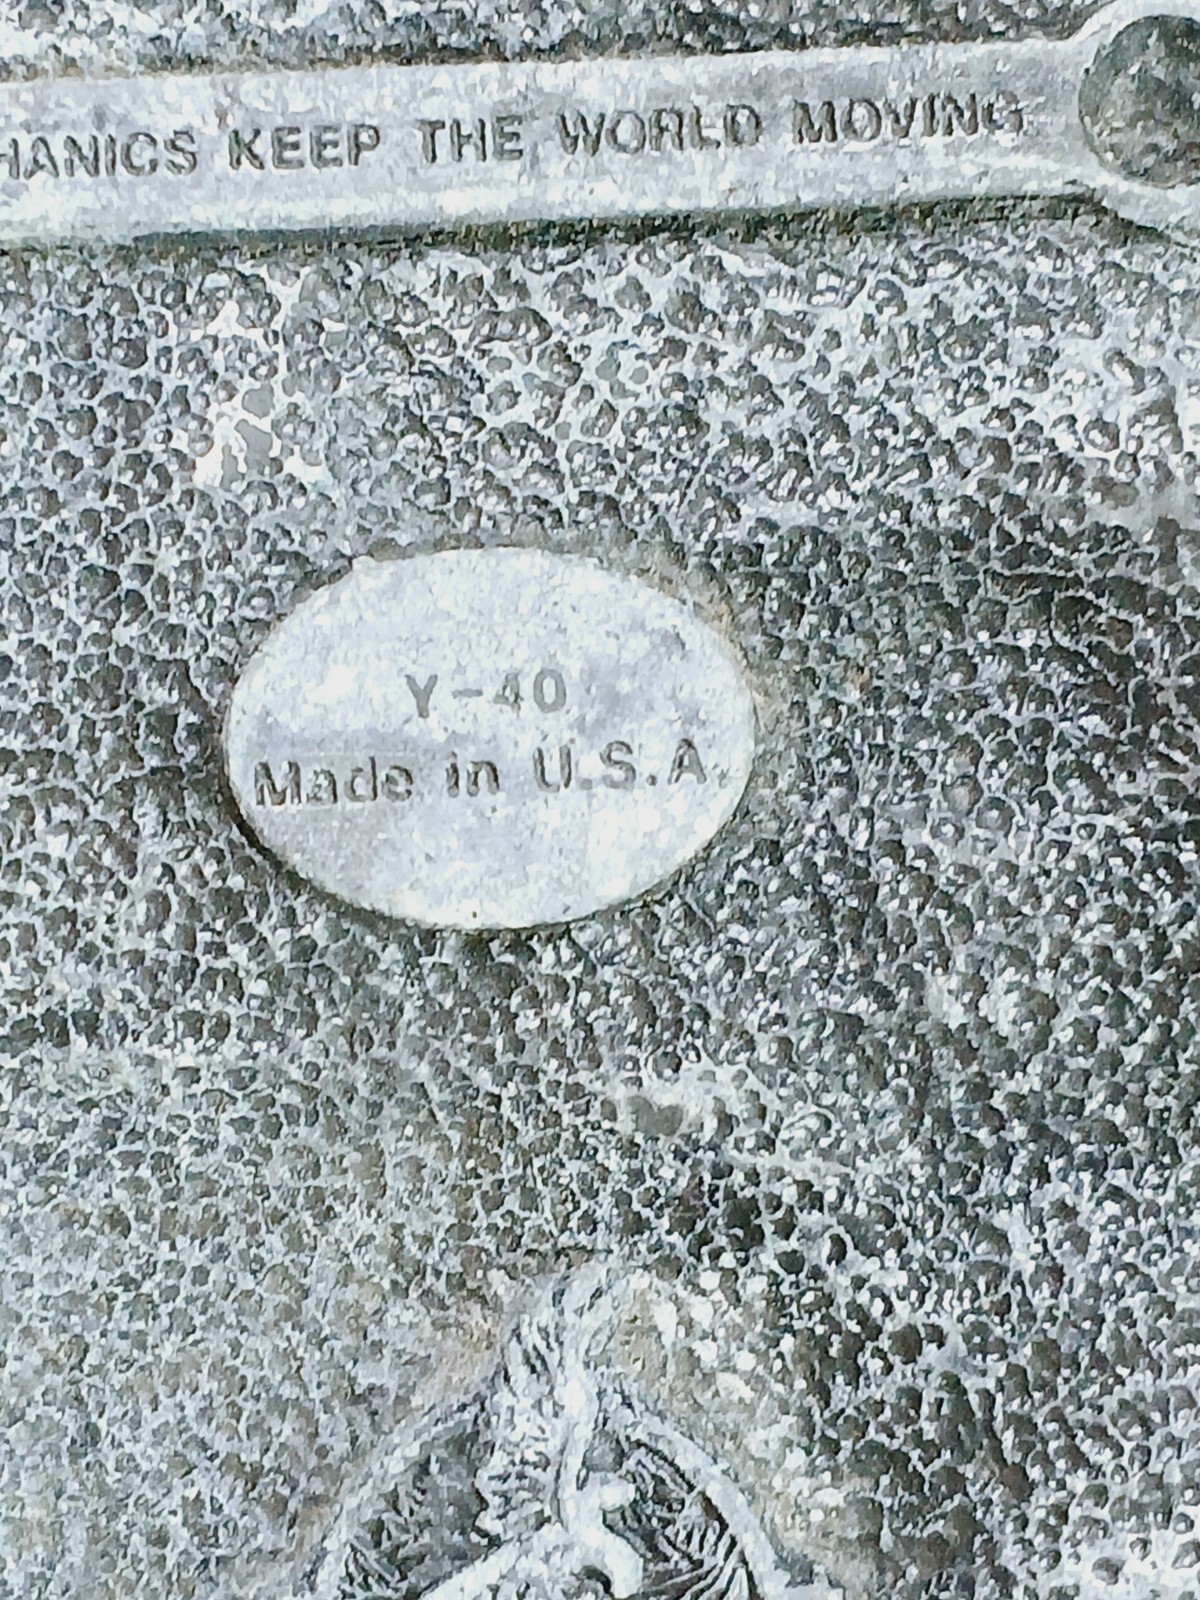 HANICS KEEP THE WORLD MOVING
Y-40
Made in U.S.A.